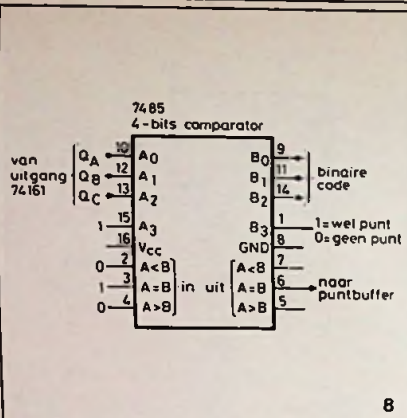 7485
4-bits comparator
van uitgang 74161
QA 10 A0 B0 9
QB 12 A1 B1 11 binaire code
QC 13 A2 B2 14
1 15 A3 B3 1 1=wel punt
16 VCC GND 8 0=geen punt
0 2 A<B A<B 7
1 3 A=B in uit A=B 6 naar puntbuffer
0 4 A>B A>B 5
8